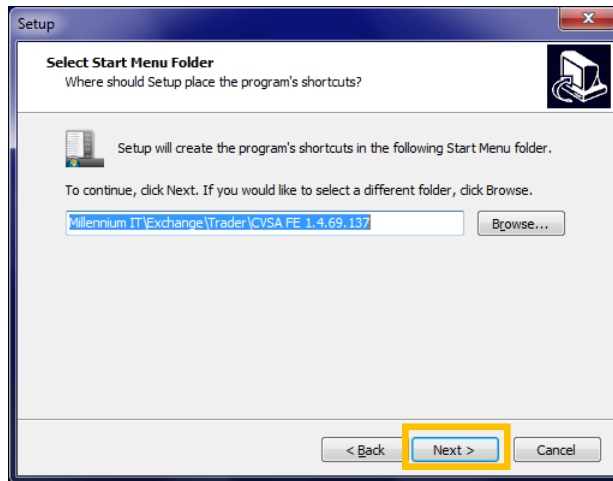 Setup
Select Start Menu Folder
Where should Setup place the program's shortcuts?
Setup will create the program's shortcuts in the following Start Menu folder.
To continue, click Next. If you would like to select a different folder, click Browse.
Millennium IT\Exchange\Trader\CVSA FE 1.4.69.137
Browse...
< Back
Next >
Cancel